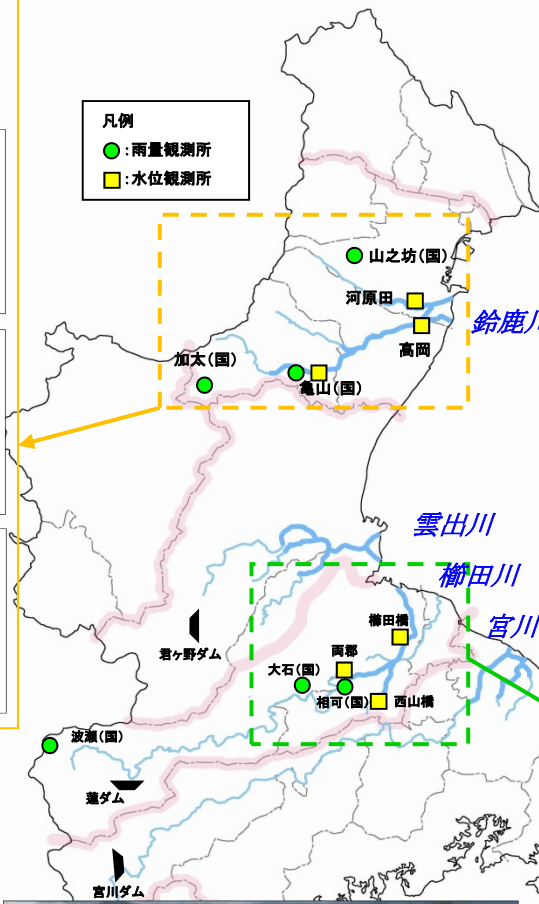 凡例
：雨量観測所
：水位観測所
山之坊(国)
河原田
鈴鹿川
高岡
加太(国)
亀山(国)
雲出川
櫛田川
宮川
櫛田橋
君ヶ野ダム
両郡
大石(国)
相可(国)
西山橋
波瀬(国)
蓮ダム
宮川ダム